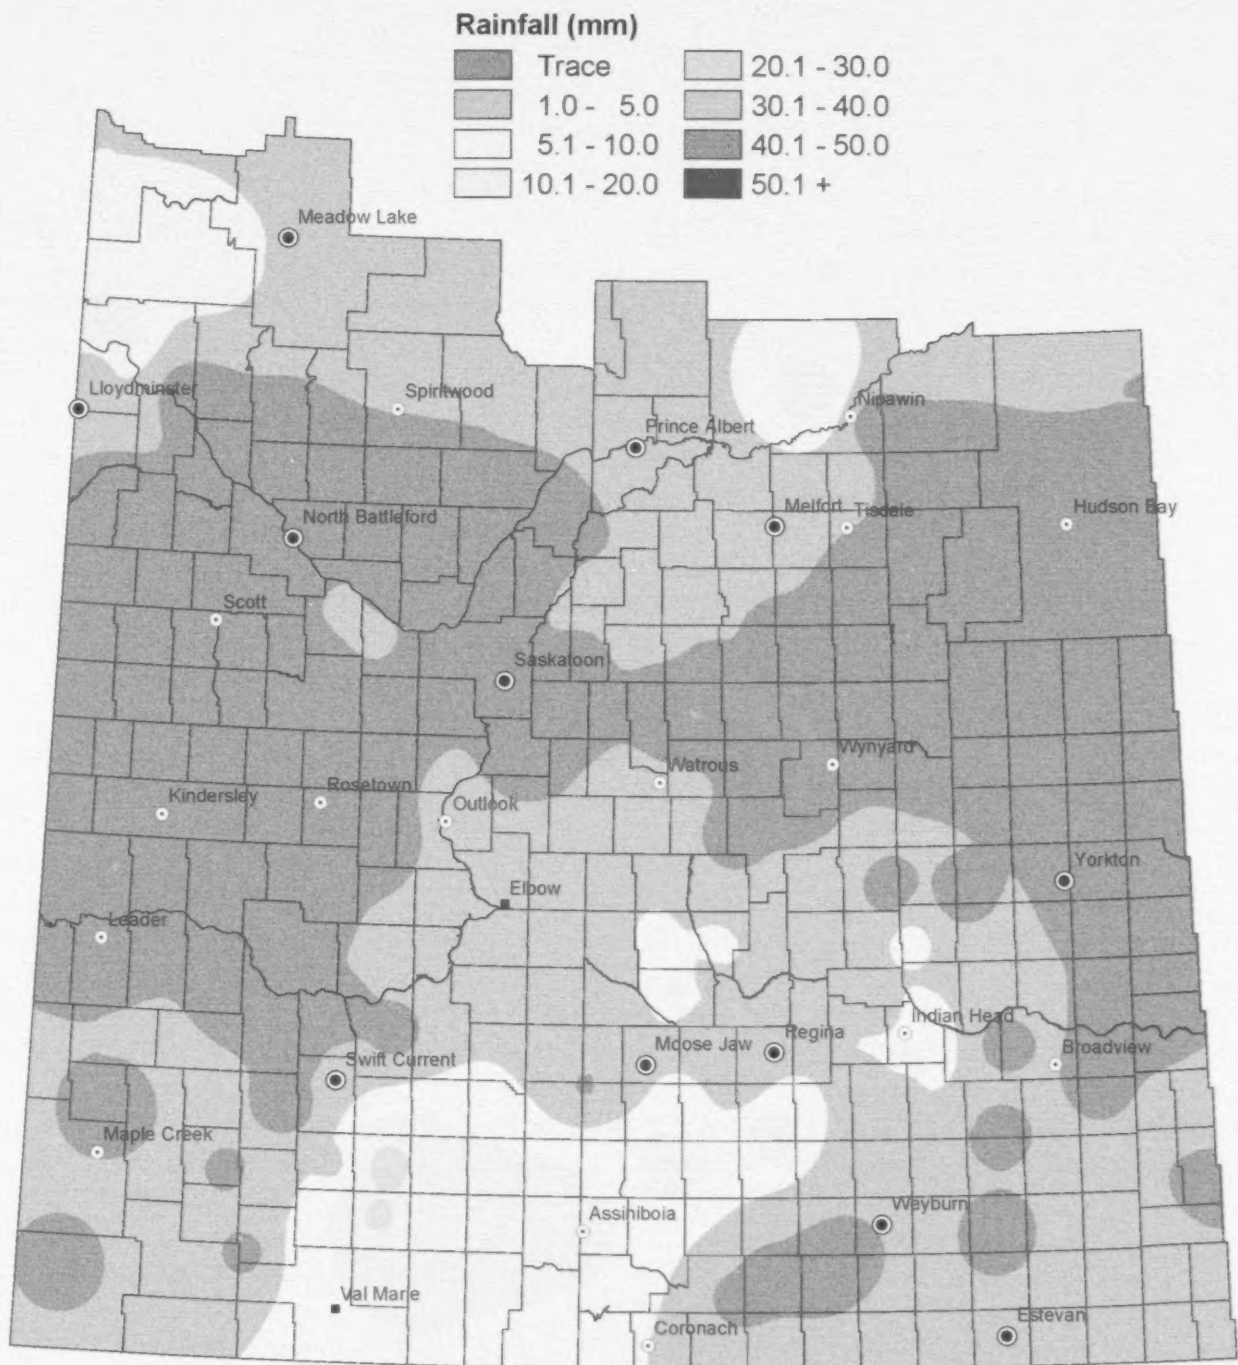 Rainfall (mm)
Trace
1.0 - 5.0
5.1 - 10.0
10.1 - 20.0
20.1 - 30.0
30.1 - 40.0
40.1 - 50.0
50.1 +
Meadow Lake
Lloydminster
Spiritwood
Nipawin
Prince Albert
North Battleford
Melfort
Tisdale
Hudson Bay
Scott
Saskatoon
Watrous
Wynyard
Kindersley
Rosetown
Outlook
Yorkton
Elbow
Leader
Indian Head
Regina
Moose Jaw
Broadview
Swift Current
Maple Creek
Assiniboia
Weyburn
Val Marie
Coronach
Estevan